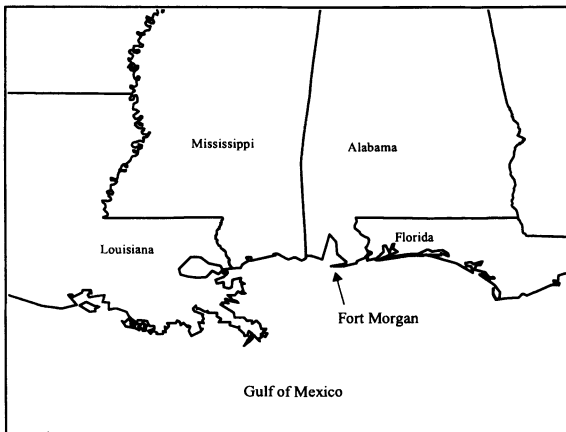 Mississippi
Alabama
Louisiana
Florida
Fort Morgan
Gulf of Mexico